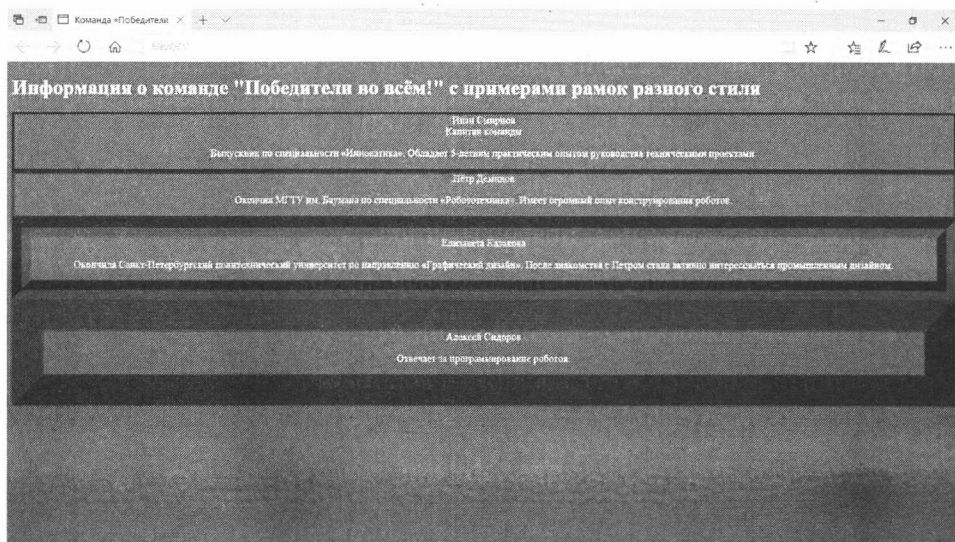 Команда «Победители
Информация о команде "Победители во всём!" с примерами рамок разного стиля
Иван Смирнов
Капитан команды
Выпускник по специальности «Инноватика». Обладает 5-летним практическим опытом руководства техническими проектами
Пётр Демидов
Окончил МГТУ им. Баумана по специальности «Робототехника». Имеет огромный опыт конструирования роботов.
Елизавета Казакова
Окончила Санкт-Петербургский политехнический университет по направлению «Графический дизайн». После знакомства с Петром стала активно интересоваться промышленным дизайном.
Алексей Сидоров
Отвечает за программирование роботов